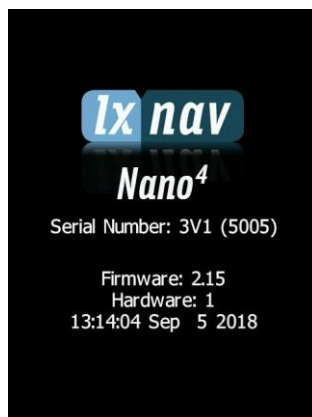 lx nav
Nano⁴
Serial Number: 3V1 (5005)
Firmware: 2.15
Hardware: 1
13:14:04 Sep 5 2018